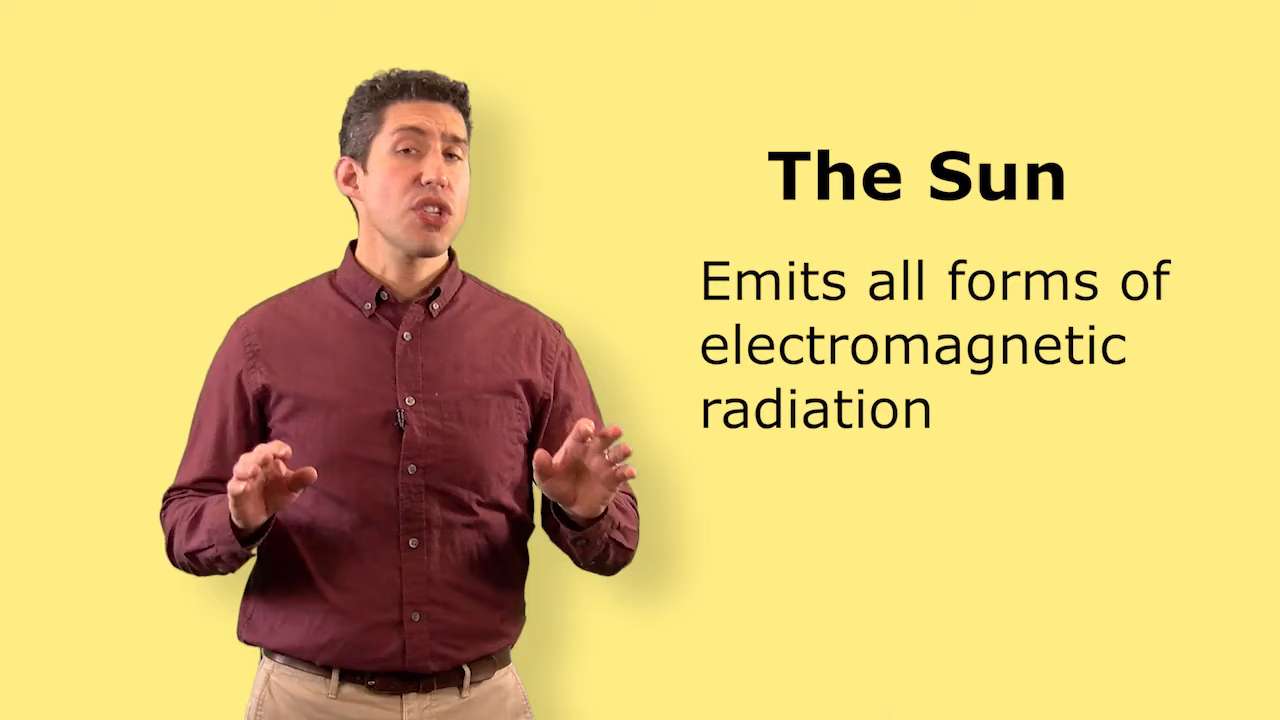 The Sun
Emits all forms of
electromagnetic
radiation